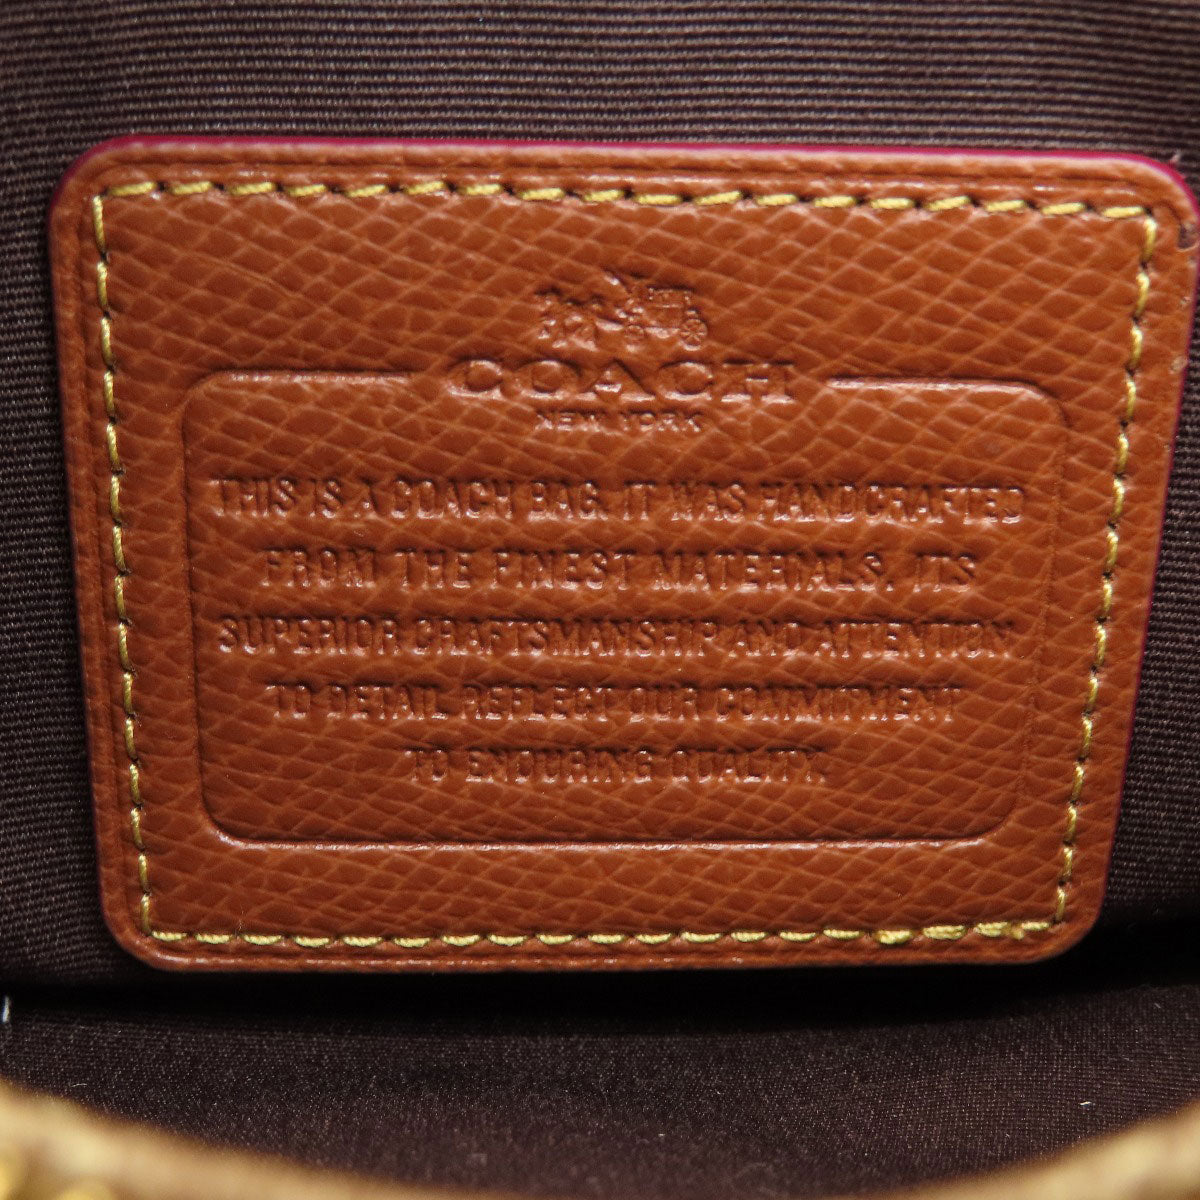 COACH
NEW YORK
THIS IS A COACH BAG. IT WAS HANDCRAFTED
FROM THE FINEST MATERIALS. ITS
SUPERIOR CRAFTSMANSHIP AND ATTENTION
TO DETAIL REFLECT OUR COMMITMENT
TO ENDURING QUALITY.